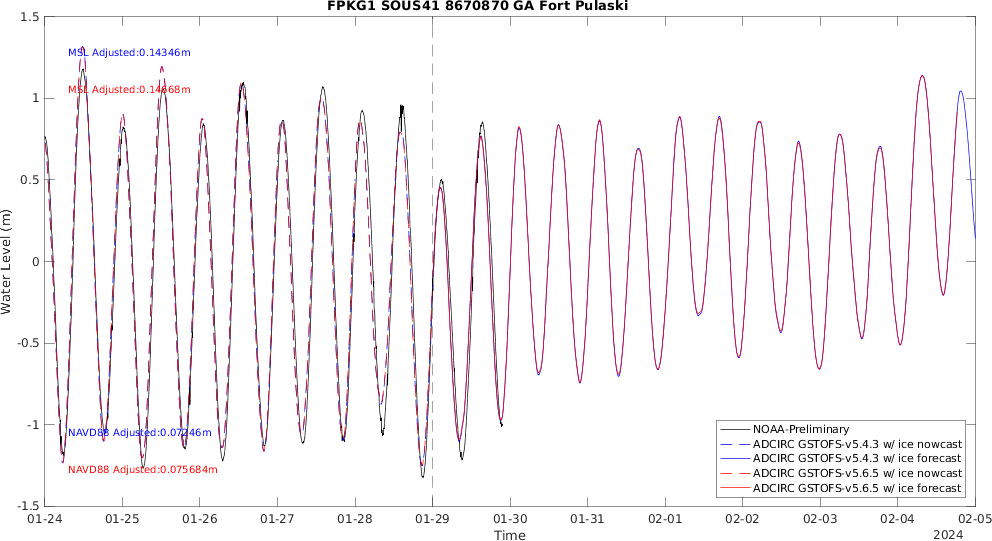 FPKG1 SOUS41 8670870 GA Fort Pulaski
1.5
1
0.5
0
-0.5
-1
-1.5
Water Level (m)
MSL Adjusted:0.14346m
MSL Adjusted:0.14668m
NAVD88 Adjusted:0.07246m
NAVD88 Adjusted:0.075684m
NOAA-Preliminary
ADCIRC GSTOFS-v5.4.3 w/ ice nowcast
ADCIRC GSTOFS-v5.4.3 w/ ice forecast
ADCIRC GSTOFS-v5.6.5 w/ ice nowcast
ADCIRC GSTOFS-v5.6.5 w/ ice forecast
01-24 01-25 01-26 01-27 01-28 01-29 01-30 01-31 02-01 02-02 02-03 02-04 02-05
Time
2024